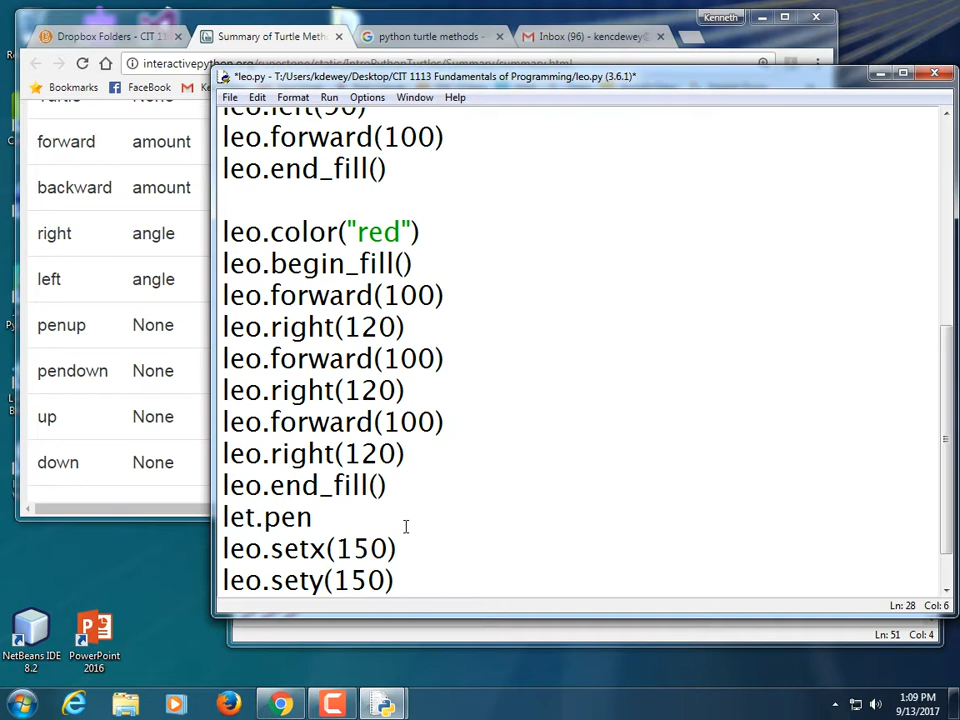 Kenneth
Dropbox Folders - CIT 11
Summary of Turtle Meth
python turtle methods -
Inbox (96) - kencdewey@
interactivepython.org/
Bookmarks
FaceBook
*leo.py - T:/Users/kdewey/Desktop/CIT 1113 Fundamentals of Programming/leo.py (3.6.1)*
File Edit Format Run Options Window Help
forward amount
backward amount
right angle
left angle
penup None
pendown None
up None
down None
leo.forward(100)
leo.end_fill()
leo.color("red")
leo.begin_fill()
leo.forward(100)
leo.right(120)
leo.forward(100)
leo.right(120)
leo.forward(100)
leo.right(120)
leo.end_fill()
let.pen
leo.setx(150)
leo.sety(150)
Ln: 28 Col: 6
Ln: 51 Col: 4
NetBeans IDE
8.2
PowerPoint
2016
1:09 PM
9/13/2017